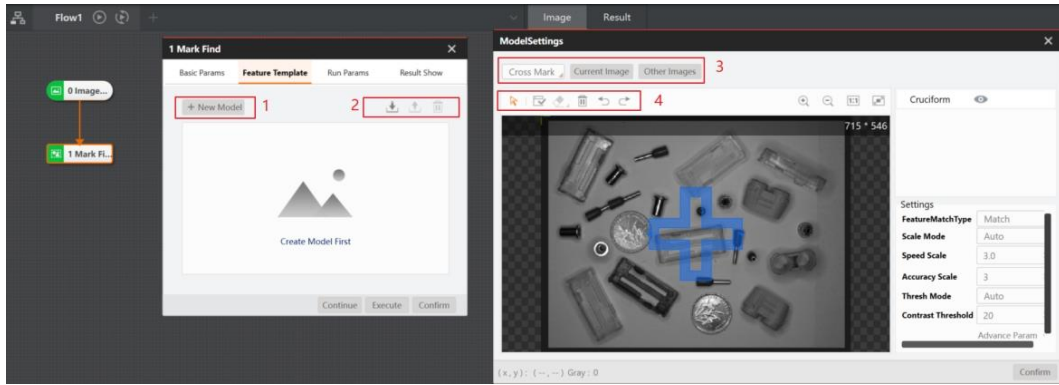 Flow1
Image Result
1 Mark Find
Basic Params Feature Template Run Params Result Show
+ New Model 1 2
Create Model First
Continue Execute Confirm
0 Image...
1 Mark Fi...
ModelSettings
Cross Mark Current Image Other Images 3
4 1:1 Cruciform
715 * 546
Settings
FeatureMatchType Match
Scale Mode Auto
Speed Scale 3.0
Accuracy Scale 3
Thresh Mode Auto
Contrast Threshold 20
Advance Param
(x, y) : (--, --) Gray : 0 Confirm